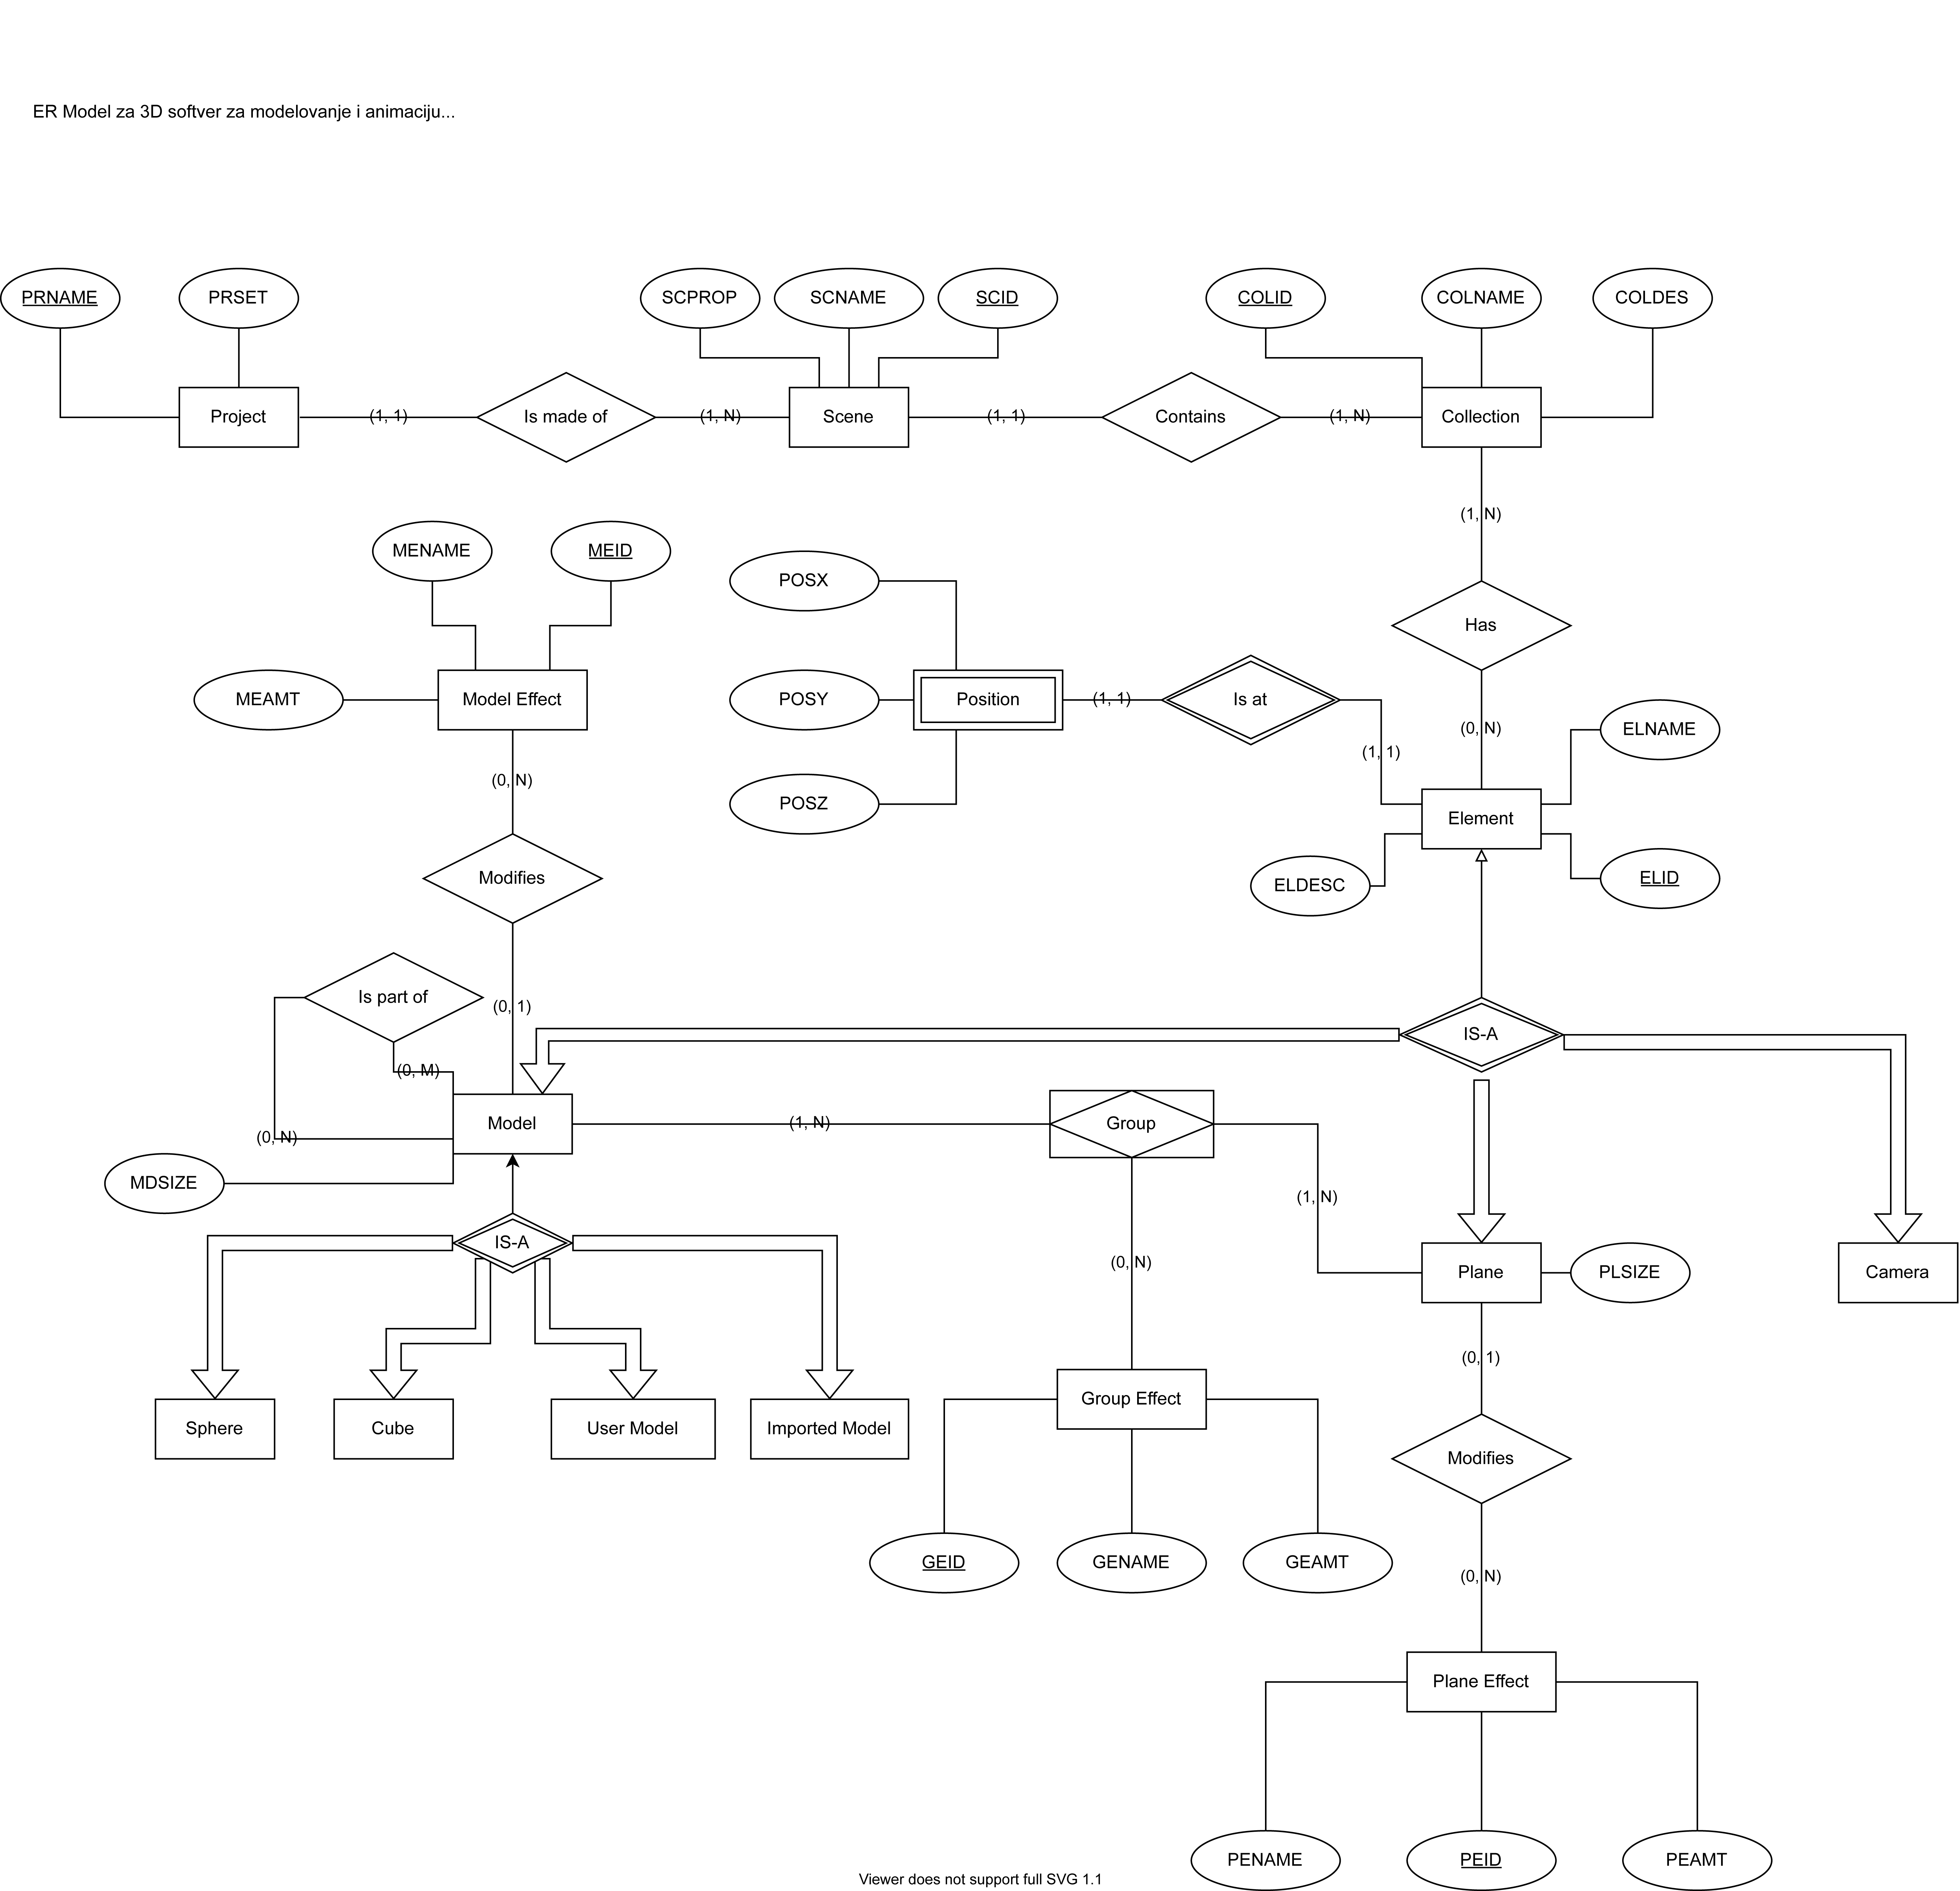 ER Model za 3D softver za modelovanje i animaciju...
PRNAME
PRSET
SCPROP
SCNAME
SCID
COLID
COLNAME
COLDES
Project
(1, 1)
Is made of
(1, N)
Scene
(1, 1)
Contains
(1, N)
Collection
(1, N)
MENAME
MEID
POSX
Has
MEAMT
Model Effect
POSY
Position
(1, 1)
Is at
(0, N)
ELNAME
(1, 1)
(0, N)
POSZ
Element
Modifies
ELDESC
ELID
Is part of
(0, 1)
IS-A
(0, M)
Model
(1, N)
Group
(0, N)
MDSIZE
(1, N)
IS-A
(0, N)
Plane
PLSIZE
Camera
(0, 1)
Sphere
Cube
User Model
Imported Model
Group Effect
Modifies
GEID
GENAME
GEAMT
(0, N)
Plane Effect
PENAME
PEID
PEAMT
Viewer does not support full SVG 1.1